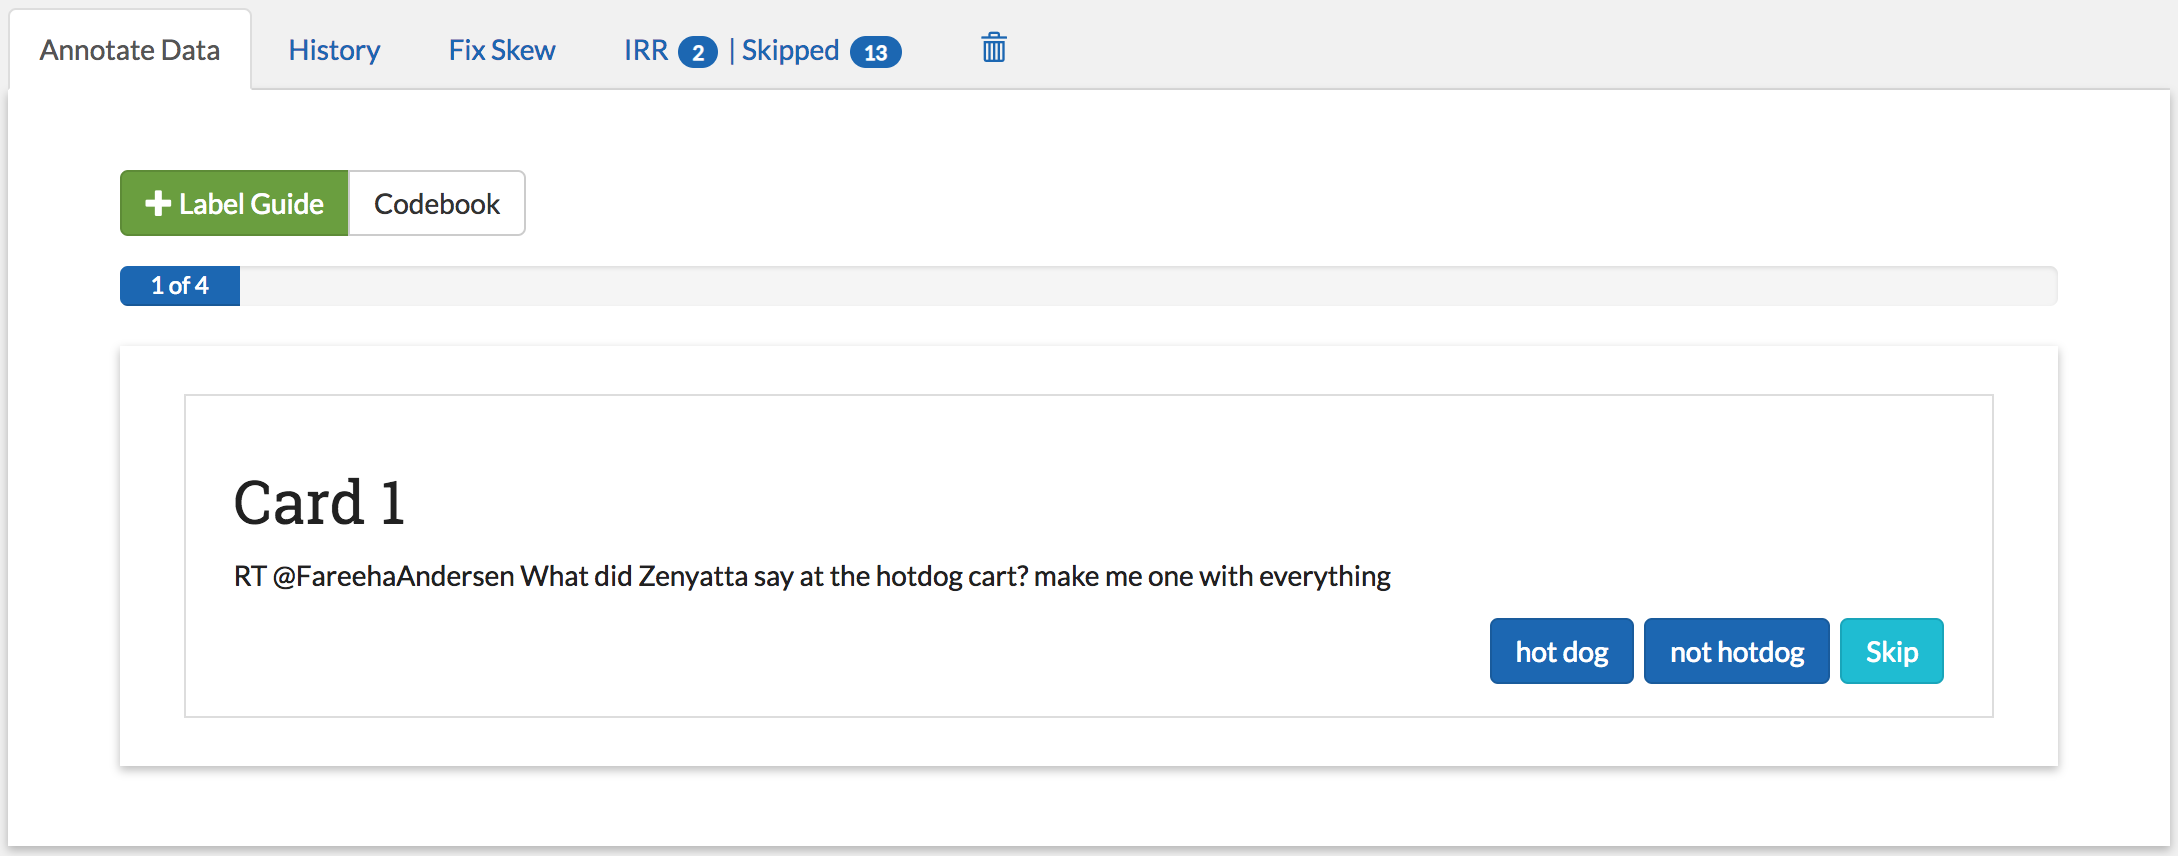 Annotate Data History Fix Skew IRR 2 | Skipped 13
Label Guide Codebook
1 of 4
Card 1
RT @FareehaAndersen What did Zenyatta say at the hotdog cart? make me one with everything
hot dog not hotdog Skip